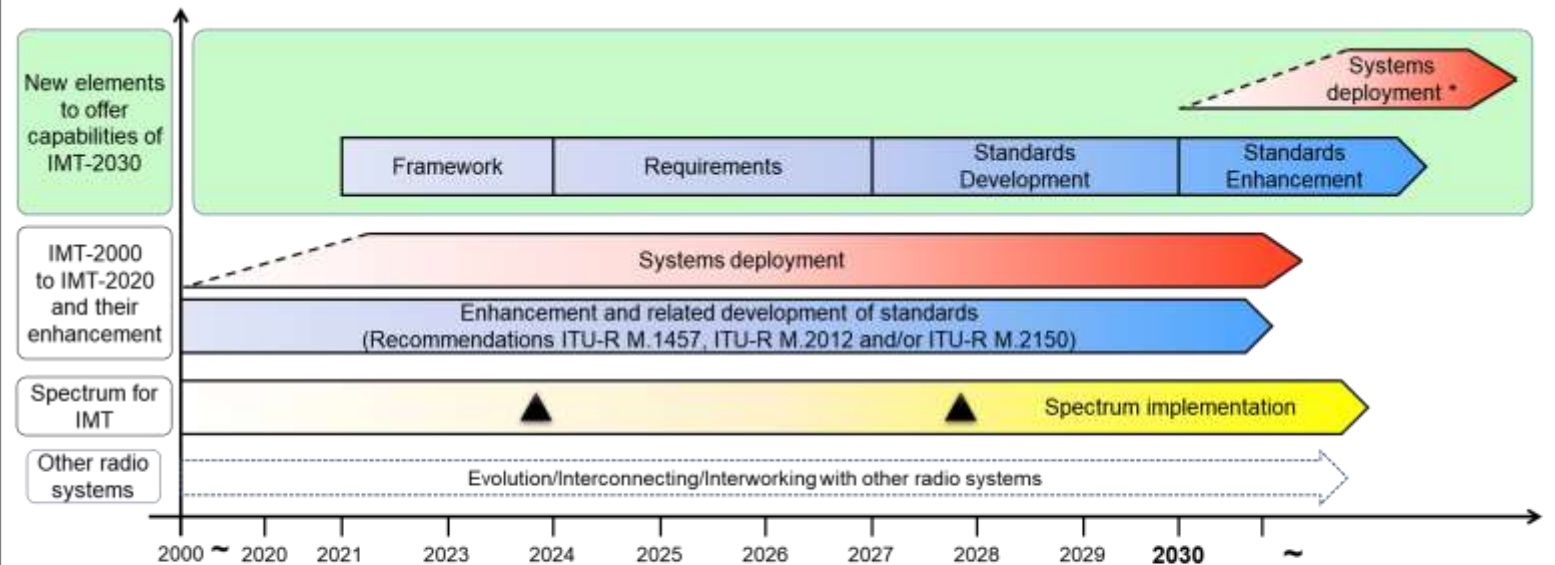 New elements
to offer
capabilities of
IMT-2030
Systems
deployment *
Framework
Requirements
Standards
Development
Standards
Enhancement
IMT-2000
to IMT-2020
and their
enhancement
Systems deployment
Enhancement and related development of standards
(Recommendations ITU-R M.1457, ITU-R M.2012 and/or ITU-R M.2150)
Spectrum for
IMT
Spectrum implementation
Other radio
systems
Evolution/Interconnecting/Interworking with other radio systems
2000 ~ 2020 2021 2023 2024 2025 2026 2027 2028 2029 2030 ~